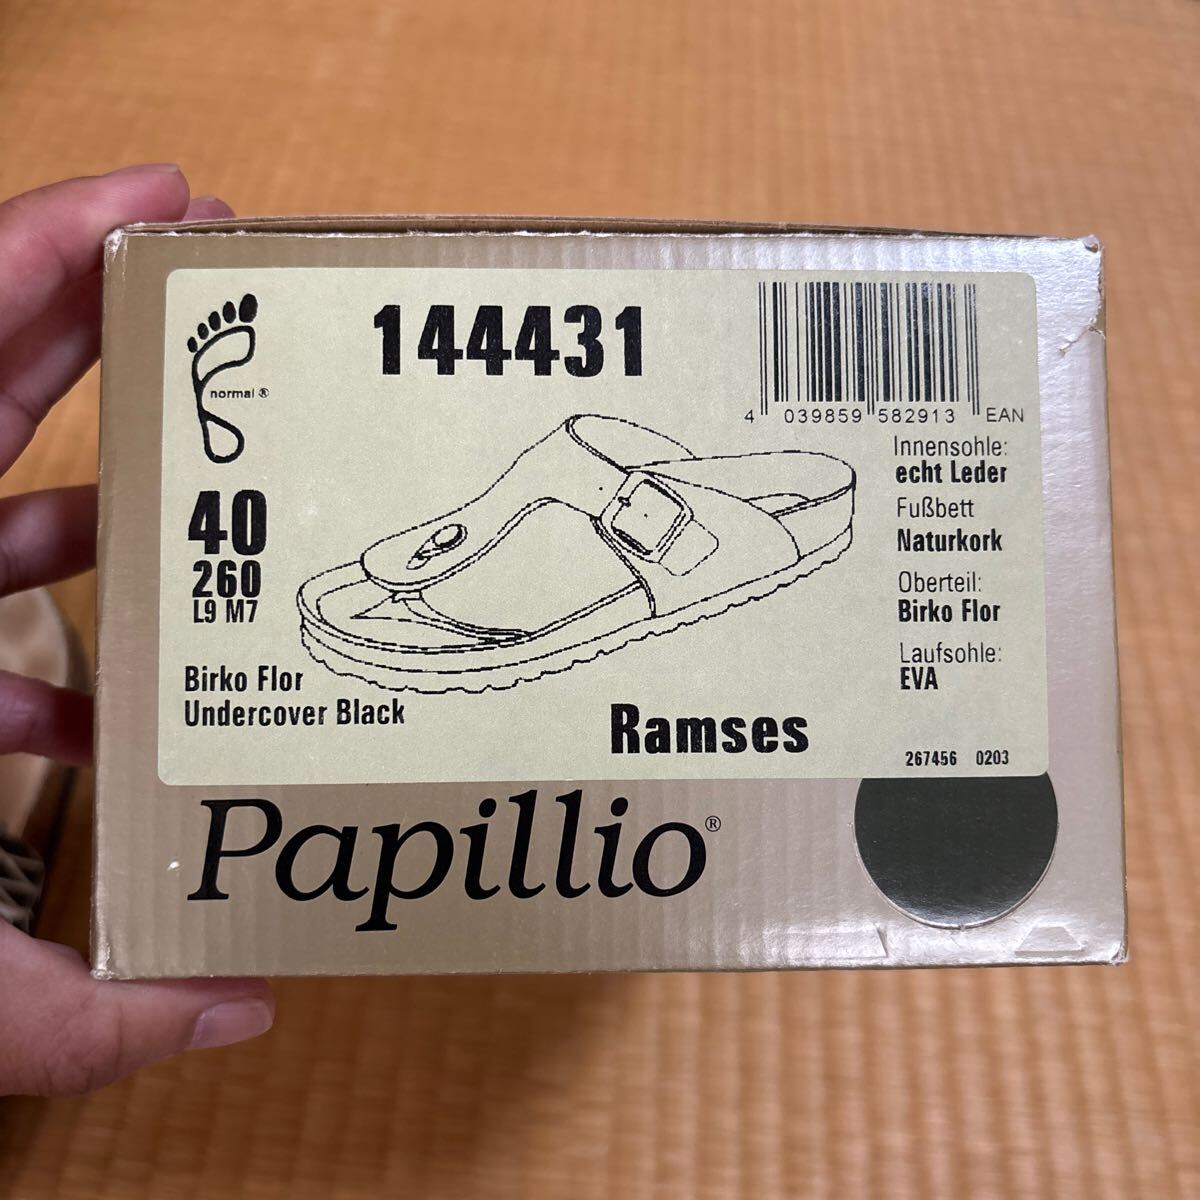 144431
normal ®
4 039859 582913 EAN
40
260
L9 M7
Innensohle:
echt Leder
Fußbett
Naturkork
Oberteil:
Birko Flor
Laufsohle:
EVA
Birko Flor
Undercover Black
Ramses
267456 0203
Papillio®